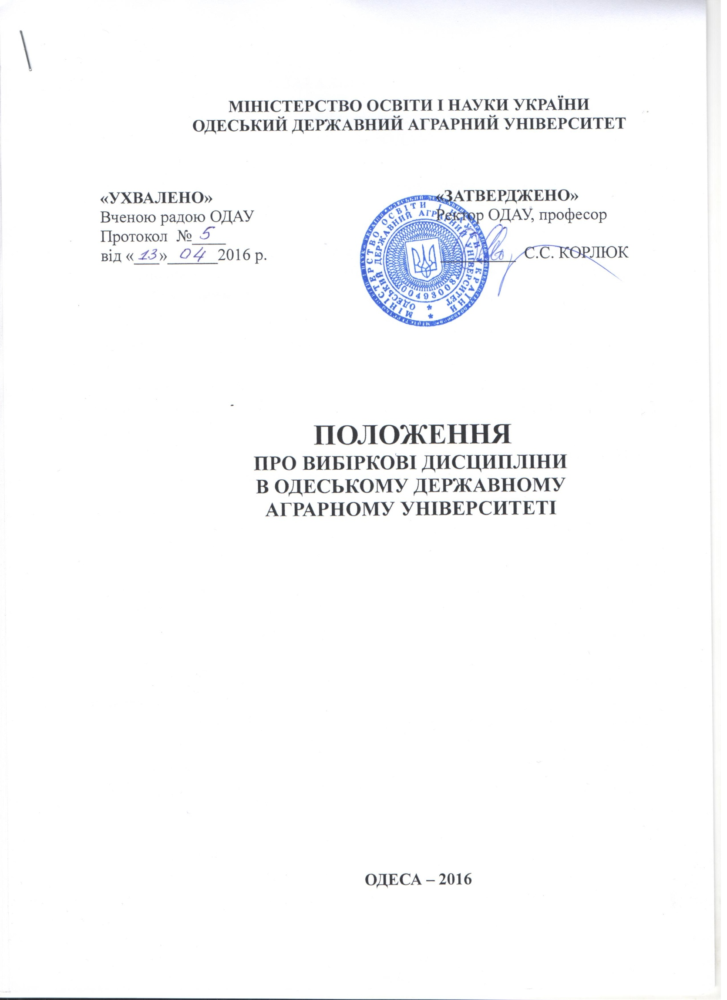 МІНІСТЕРСТВО ОСВІТИ І НАУКИ УКРАЇНИ
ОДЕСЬКИЙ ДЕРЖАВНИЙ АГРАРНИЙ УНІВЕРСИТЕТ
«УХВАЛЕНО»
Вченою радою ОДАУ
Протокол № 5
від «13» 04 2016 р.
«ЗАТВЕРДЖЕНО»
Ректор ОДАУ, професор
С.С. КОРЛЮК
МІНІСТЕРСТВО ОСВІТИ І НАУКИ УКРАЇНИ
ОДЕСЬКИЙ ДЕРЖАВНИЙ АГРАРНИЙ УНІВЕРСИТЕТ
00493008
ПОЛОЖЕННЯ
ПРО ВИБІРКОВІ ДИСЦИПЛІНИ
В ОДЕСЬКОМУ ДЕРЖАВНОМУ
АГРАРНОМУ УНІВЕРСИТЕТІ
ОДЕСА – 2016